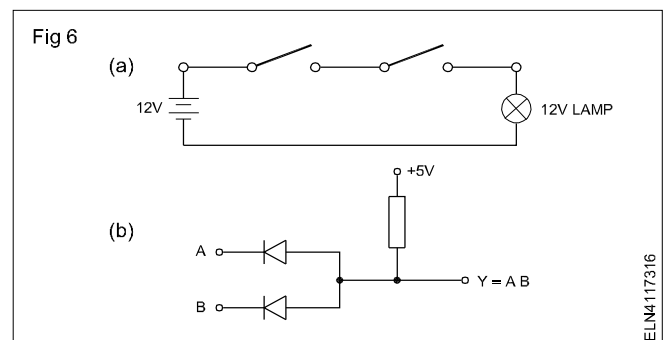 Fig 6
(a)
12V
12V LAMP
+5V
(b)
A
Y = A B
B
ELN4117316